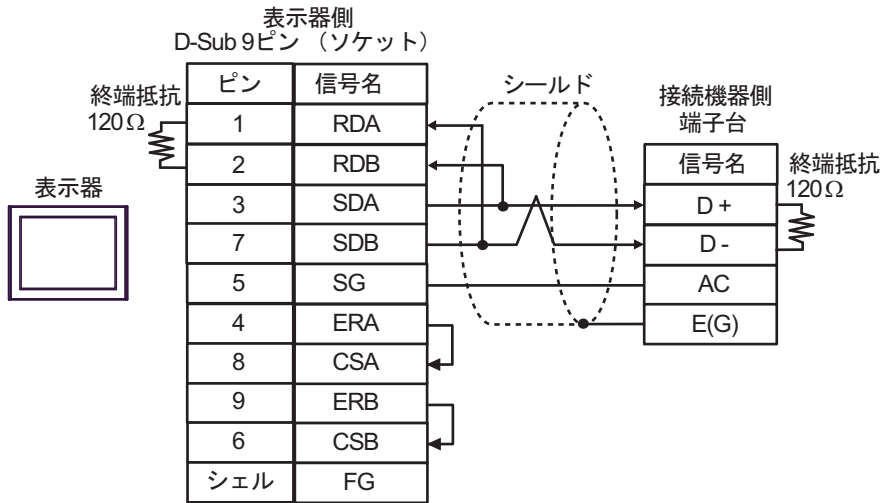 表示器側
D-Sub 9ピン （ソケット）
ピン 信号名
終端抵抗
120Ω
1 RDA
2 RDB
3 SDA
7 SDB
5 SG
4 ERA
8 CSA
9 ERB
6 CSB
シェル FG
表示器
シールド
接続機器側
端子台
信号名
D +
D -
AC
E(G)
終端抵抗
120Ω